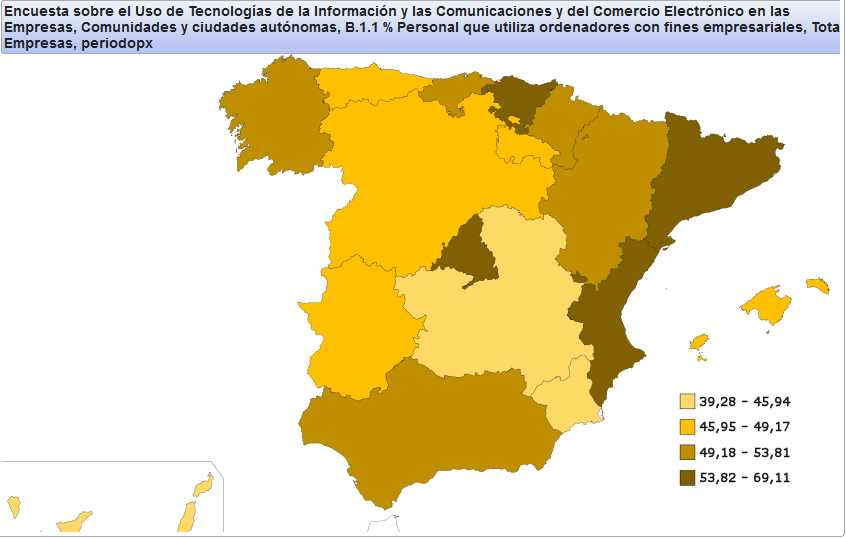 Encuesta sobre el Uso de Tecnologías de la Información y las Comunicaciones y del Comercio Electrónico en las
Empresas, Comunidades y ciudades autónomas, B.1.1 % Personal que utiliza ordenadores con fines empresariales, Tota
Empresas, periodopx
39,28 - 45,94
45,95 - 49,17
49,18 - 53,81
53,82 - 69,11